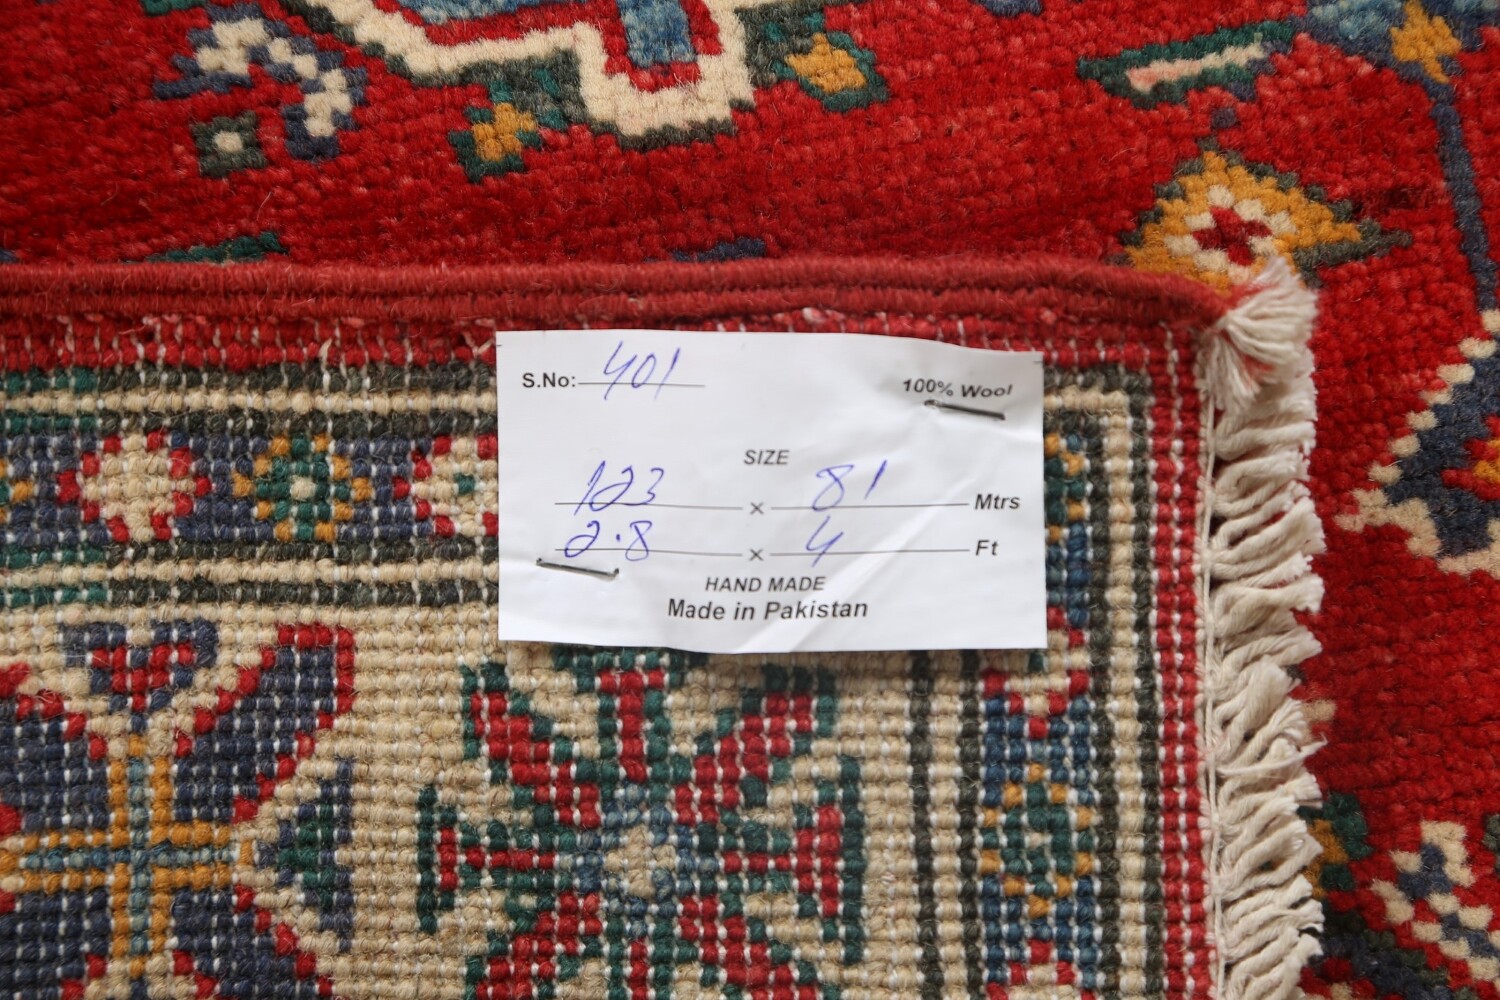 S.No: 401
100% Wool
SIZE
123 x 81 Mtrs
2.8 x 4 Ft
HAND MADE
Made in Pakistan